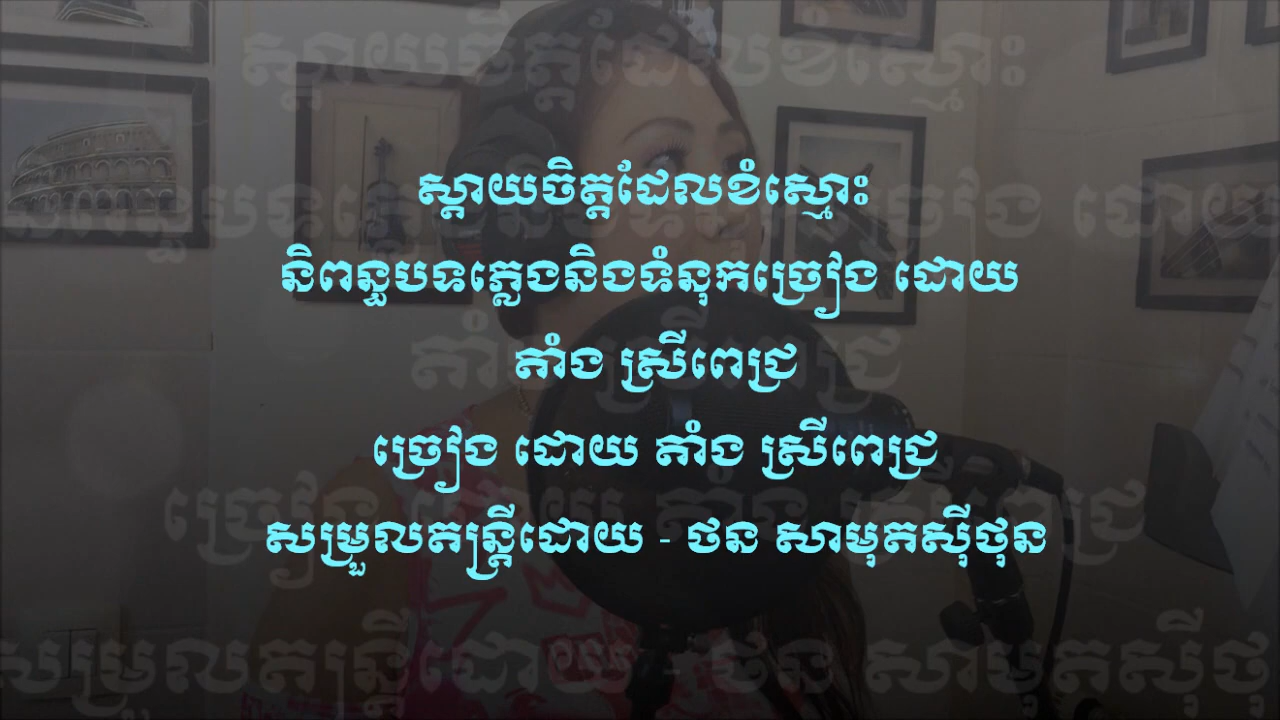 ស្ដាយចិត្តដែលខំស្មោះ
និពន្ធបទភ្លេងនិងទំនុកច្រៀង ដោយ
តាំង ស្រីពេជ្រ
ច្រៀង ដោយ តាំង ស្រីពេជ្រ
សម្រួលតន្ត្រីដោយ - ថន សាមុតស៊ីថុន